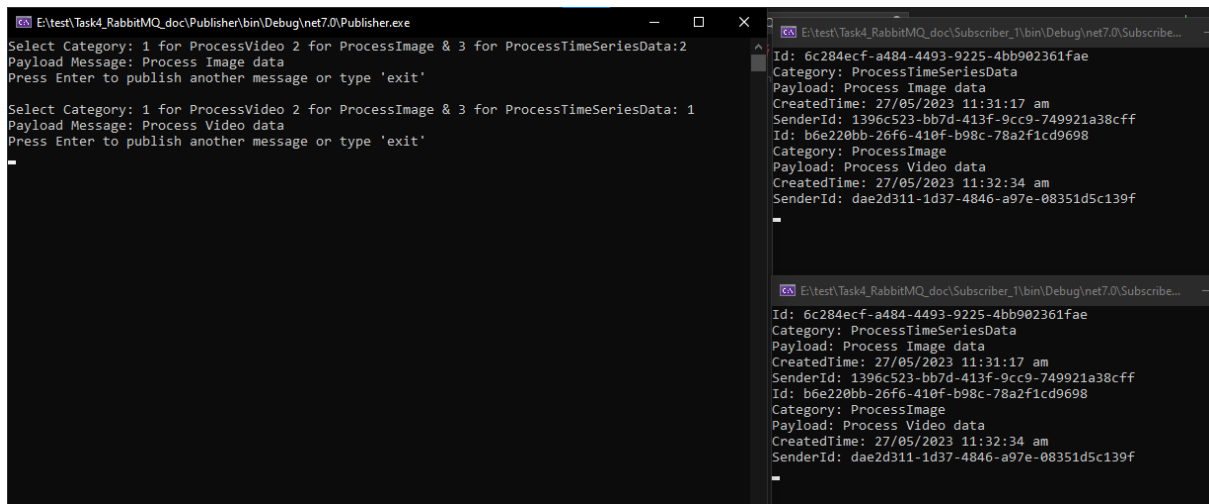 E:\test\Task4_RabbitMQ_doc\Publisher\bin\Debug\net7.0\Publisher.exe
Select Category: 1 for ProcessVideo 2 for ProcessImage & 3 for ProcessTimeSeriesData:2
Payload Message: Process Image data
Press Enter to publish another message or type 'exit'
Select Category: 1 for ProcessVideo 2 for ProcessImage & 3 for ProcessTimeSeriesData: 1
Payload Message: Process Video data
Press Enter to publish another message or type 'exit'
E:\test\Task4_RabbitMQ_doc\Subscriber_1\bin\Debug\net7.0\Subscribe...
Id: 6c284ecf-a484-4493-9225-4bb902361fae
Category: ProcessTimeSeriesData
Payload: Process Image data
CreatedTime: 27/05/2023 11:31:17 am
SenderId: 1396c523-bb7d-413f-9cc9-749921a38cff
Id: b6e220bb-26f6-410f-b98c-78a2f1cd9698
Category: ProcessImage
Payload: Process Video data
CreatedTime: 27/05/2023 11:32:34 am
SenderId: dae2d311-1d37-4846-a97e-08351d5c139f
E:\test\Task4_RabbitMQ_doc\Subscriber_1\bin\Debug\net7.0\Subscribe...
Id: 6c284ecf-a484-4493-9225-4bb902361fae
Category: ProcessTimeSeriesData
Payload: Process Image data
CreatedTime: 27/05/2023 11:31:17 am
SenderId: 1396c523-bb7d-413f-9cc9-749921a38cff
Id: b6e220bb-26f6-410f-b98c-78a2f1cd9698
Category: ProcessImage
Payload: Process Video data
CreatedTime: 27/05/2023 11:32:34 am
SenderId: dae2d311-1d37-4846-a97e-08351d5c139f